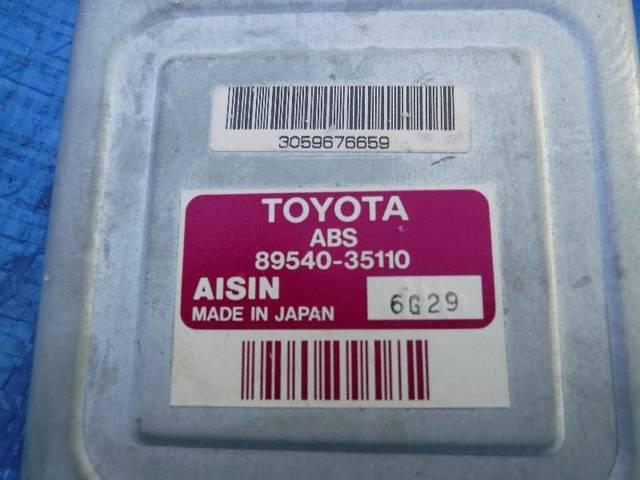 3059676659
TOYOTA
ABS
89540-35110
AISIN
MADE IN JAPAN
6G29